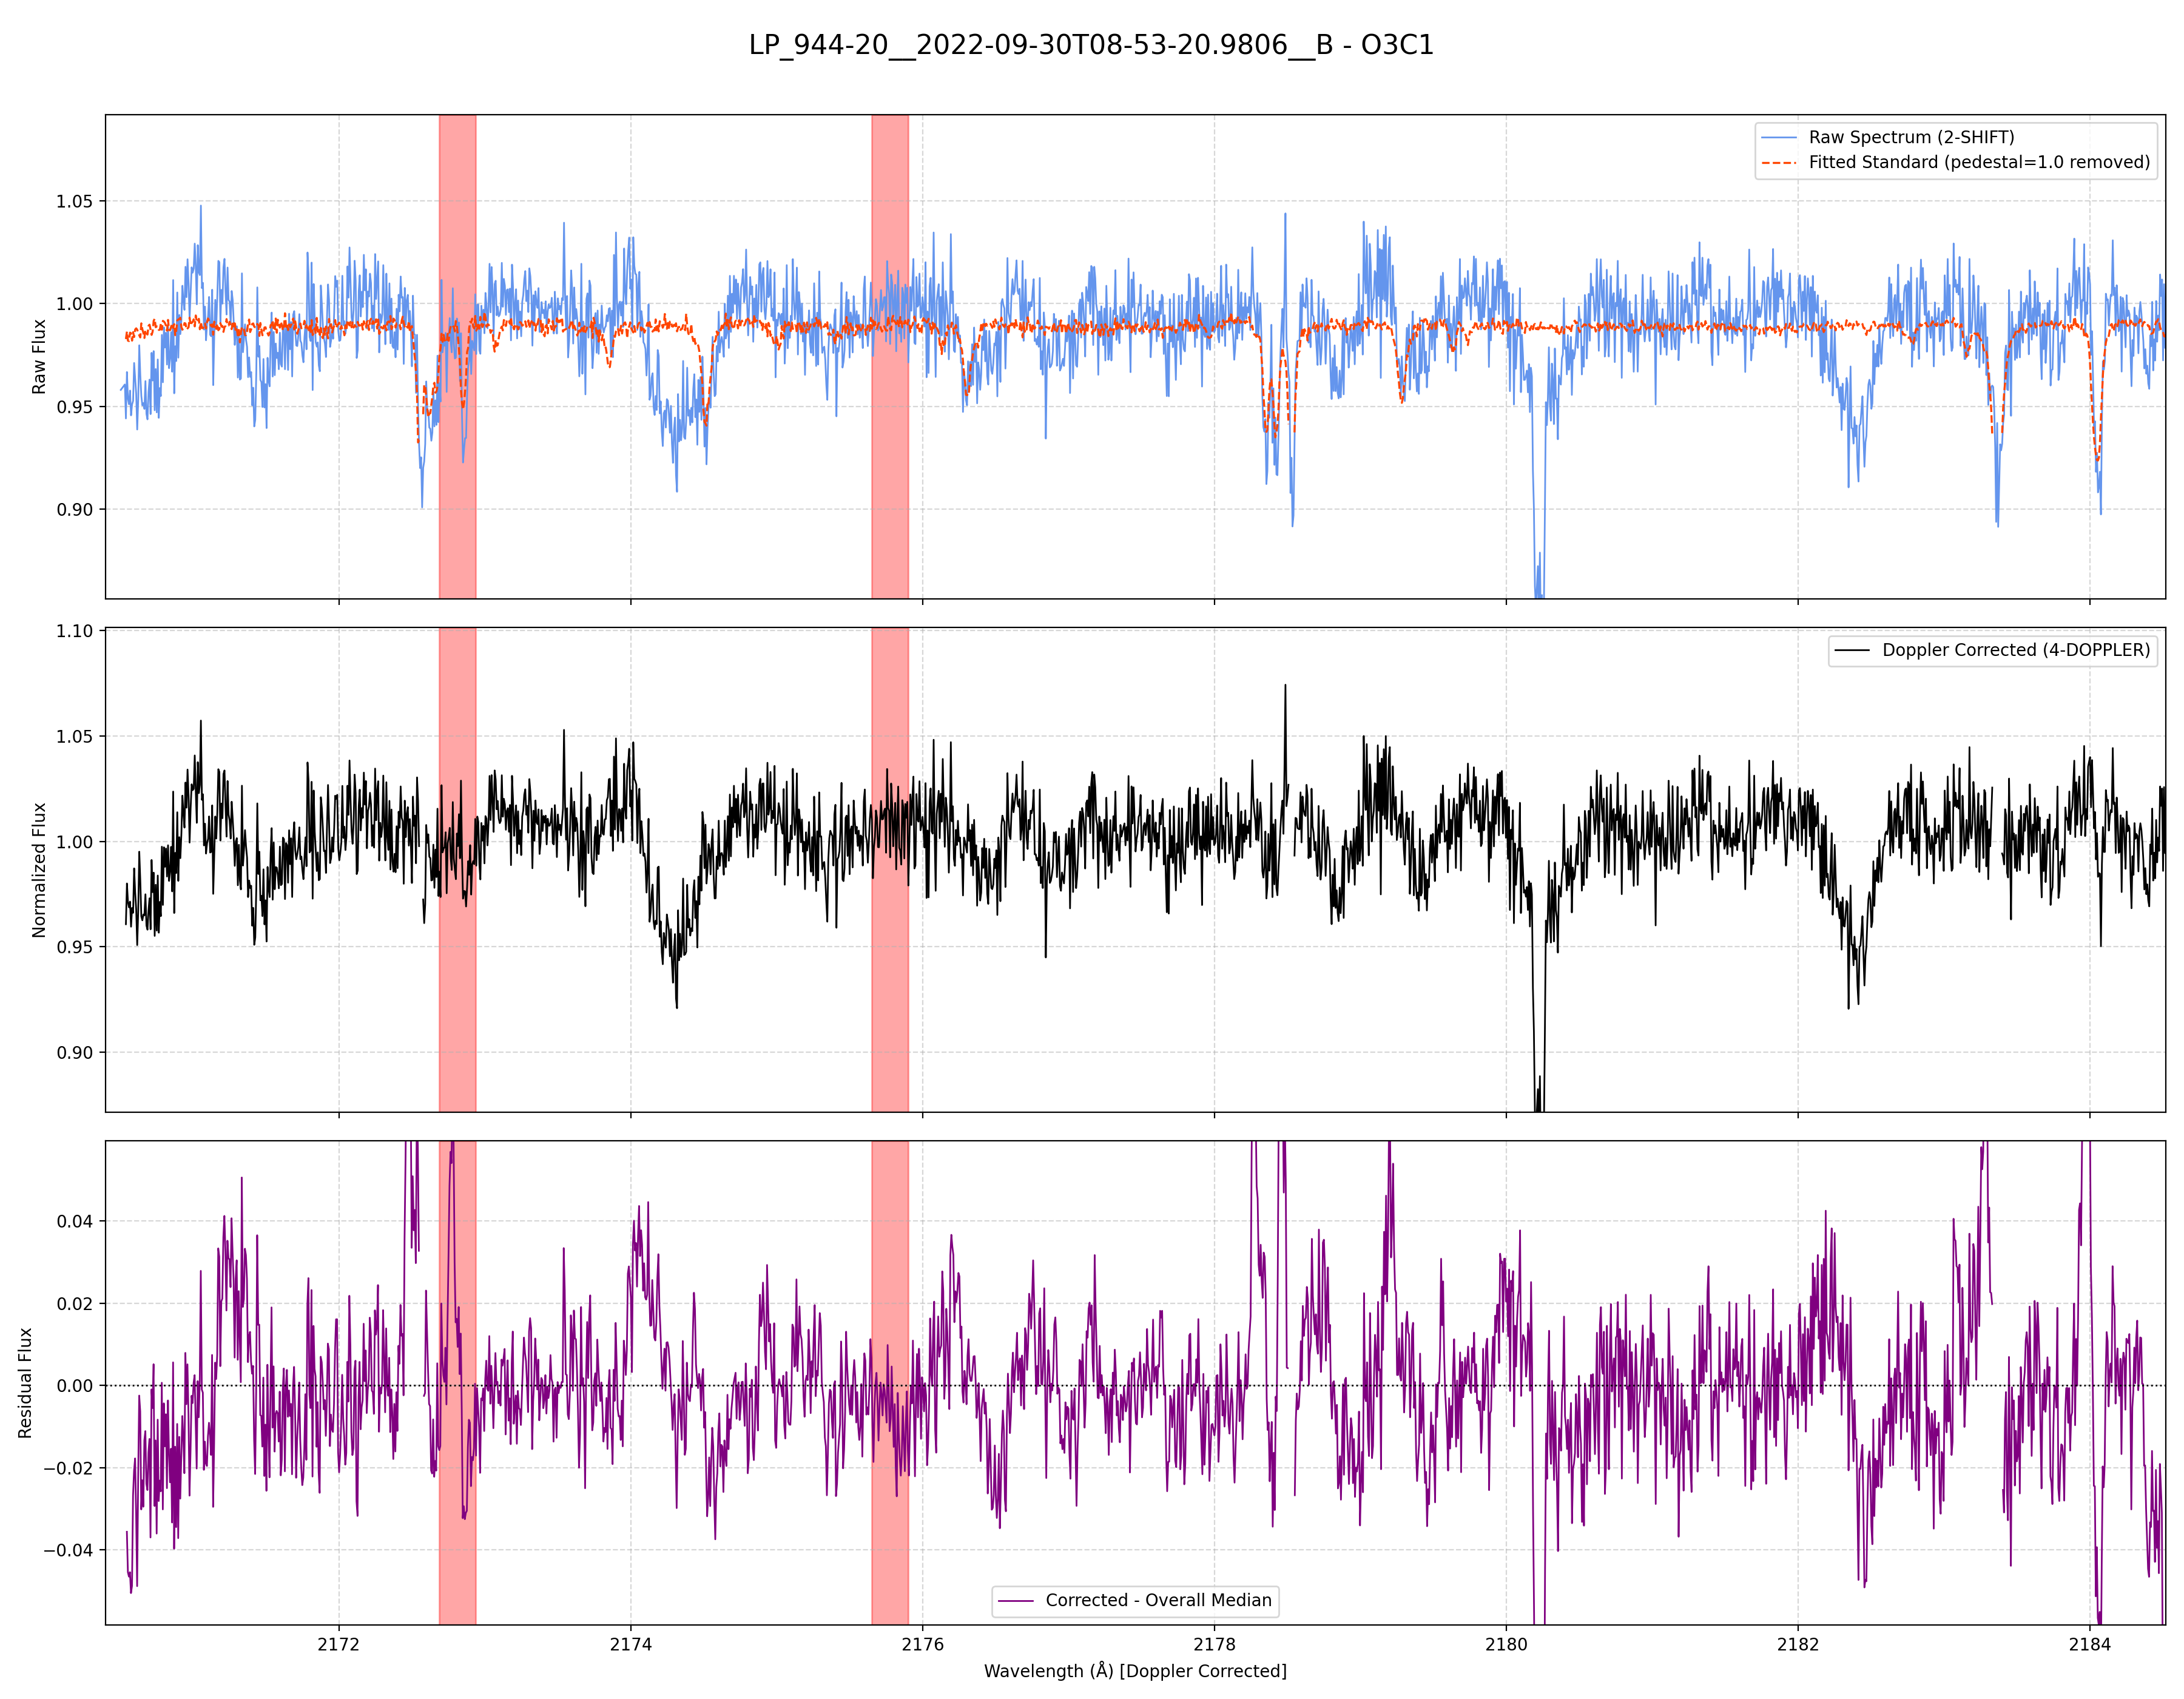 LP_944-20__2022-09-30T08-53-20.9806__B - O3C1
Raw Spectrum (2-SHIFT)
Fitted Standard (pedestal=1.0 removed)
1.05
1.00
0.95
0.90
Raw Flux
Doppler Corrected (4-DOPPLER)
1.10
1.05
1.00
0.95
0.90
Normalized Flux
0.04
0.02
0.00
−0.02
−0.04
Residual Flux
Corrected - Overall Median
2172 2174 2176 2178 2180 2182 2184
Wavelength (Å) [Doppler Corrected]